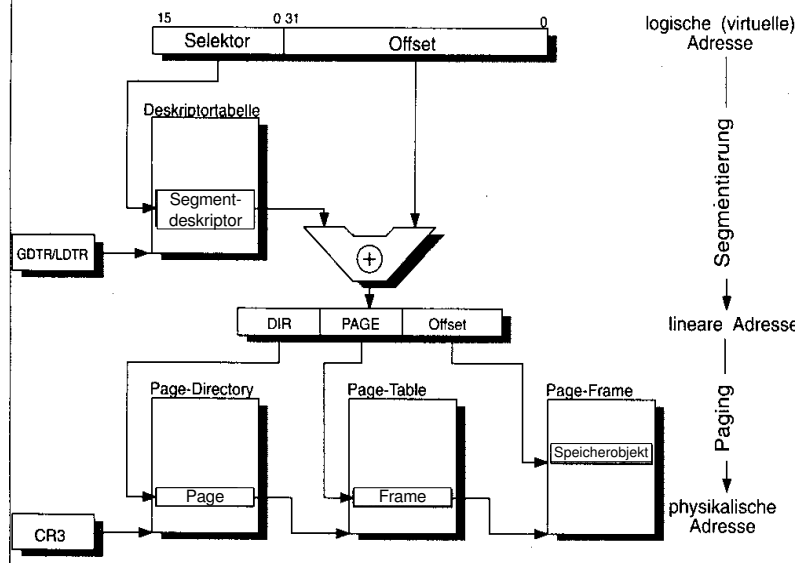 15
0 31
0
Selektor
Offset
logische (virtuelle)
Adresse
Deskriptortabelle
Segment-
deskriptor
GDTR/LDTR
Segmentierung
DIR
PAGE
Offset
lineare Adresse
Page-Directory
Page-Table
Page-Frame
Paging
Speicherobjekt
Page
Frame
physikalische
Adresse
CR3